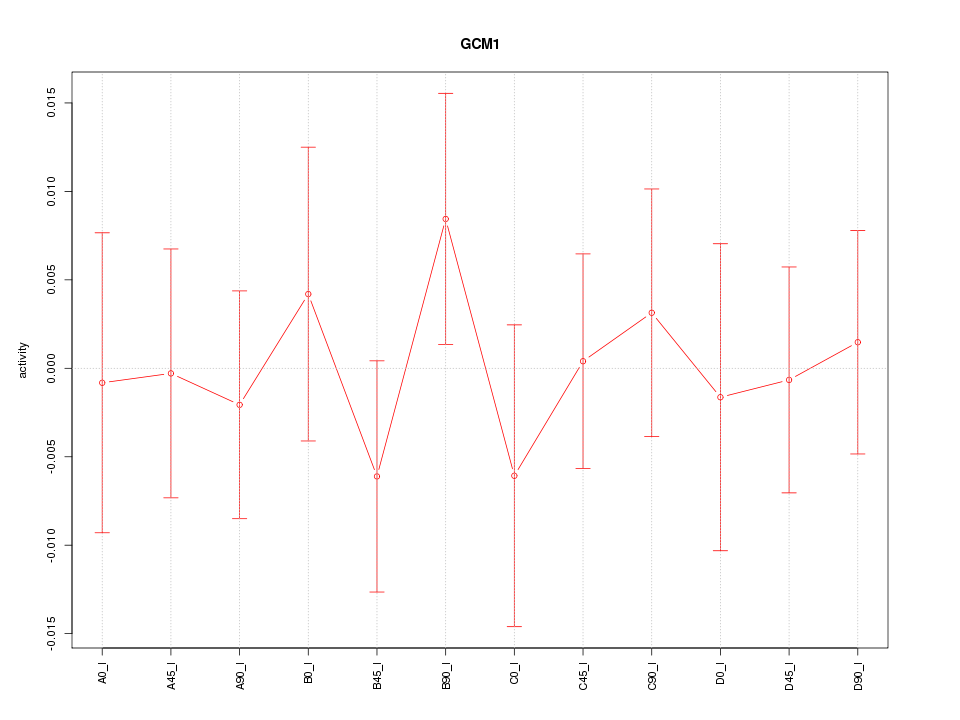 GCM1
activity
0.015
0.010
0.005
0.000
-0.005
-0.010
-0.015
A0_I
A45_I
A90_I
B0_I
B45_I
B90_I
C0_I
C45_I
C90_I
D0_I
D45_I
D90_I